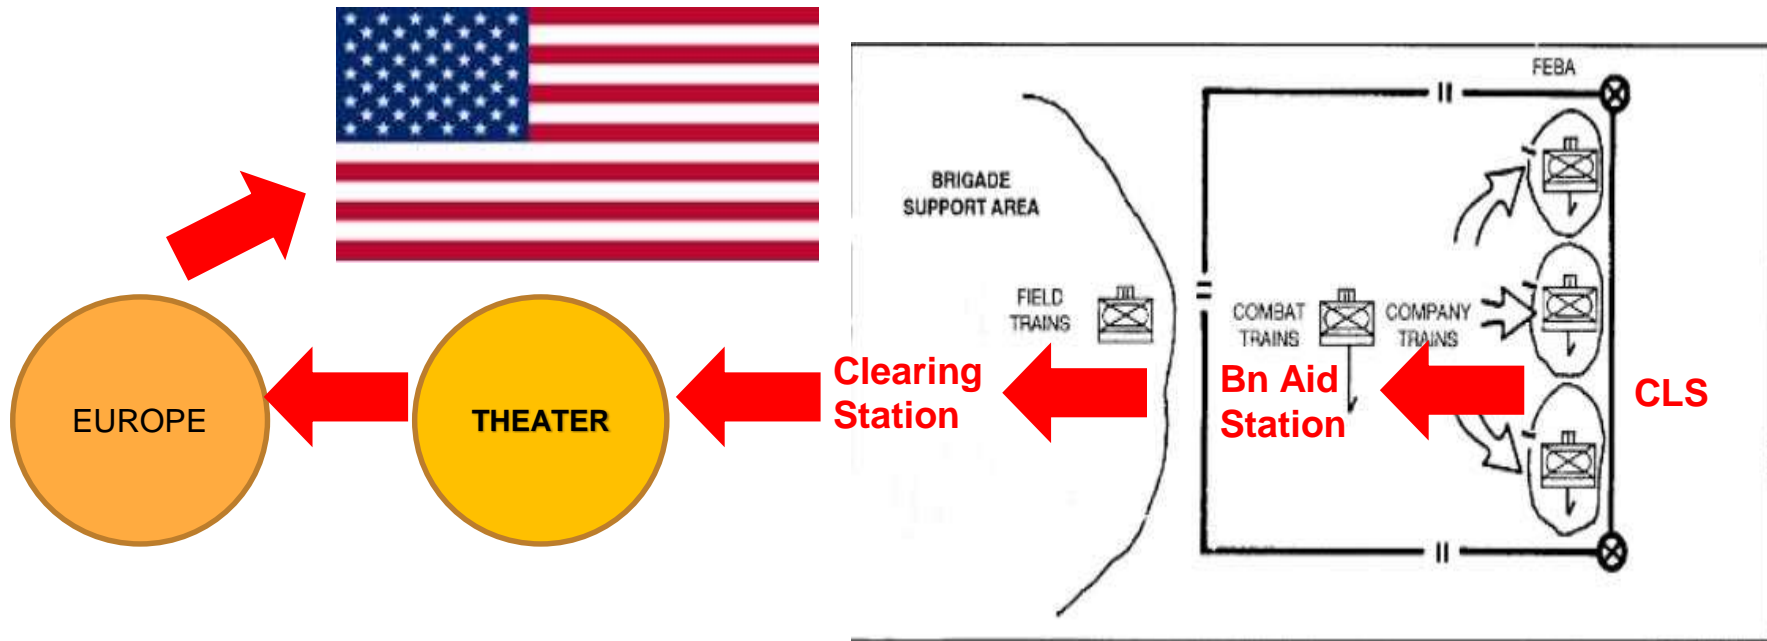 FEBA
BRIGADE
SUPPORT AREA
FIELD
TRAINS
COMBAT
TRAINS
COMPANY
TRAINS
Clearing
Station
Bn Aid
Station
CLS
EUROPE
THEATER